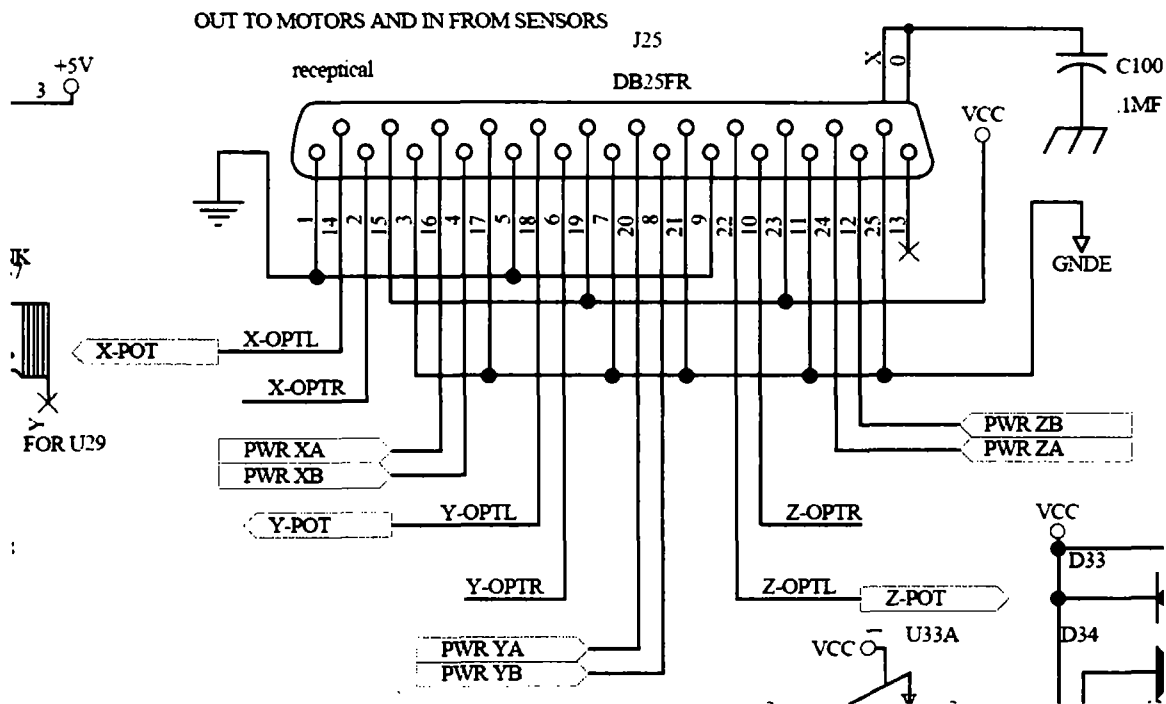 OUT TO MOTORS AND IN FROM SENSORS
J25
receptical
DB25FR
+5V
3
X
0
C100
.1MF
VCC
1
14
2
15
3
16
4
17
5
18
6
19
7
20
8
21
9
22
10
23
11
24
12
25
13
GNDE
X-POT
X-OPTL
X-OPTR
Y
FOR U29
PWR XA
PWR XB
PWR ZB
PWR ZA
Y-POT
Y-OPTL
Z-OPTR
VCC
D33
Y-OPTR
Z-OPTL
Z-POT
U33A
D34
PWR YA
PWR YB
VCC